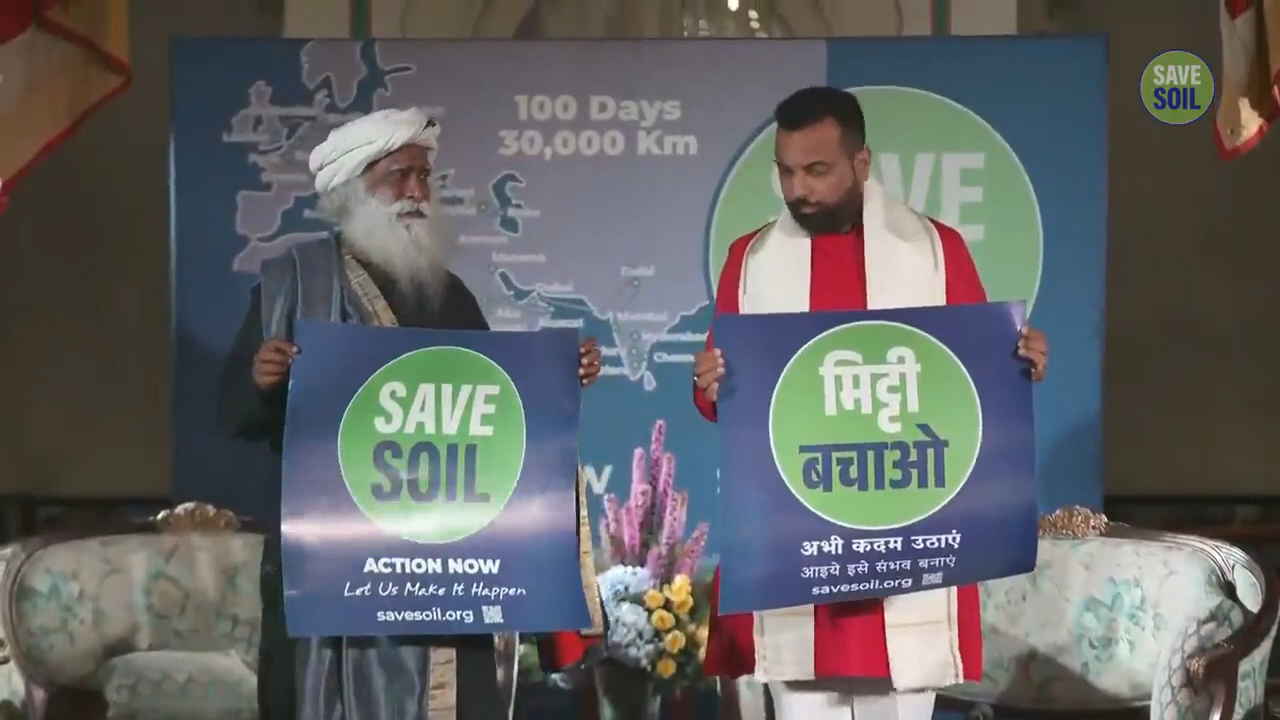 SAVE
SOIL
100 Days
30,000 Km
Delhi
SAVE
SOIL
ACTION NOW
Let Us Make It Happen
savesoil.org
मिट्टी
बचाओ
अभी कदम उठाएं
आइये इसे संभव बनाएं
savesoil.org